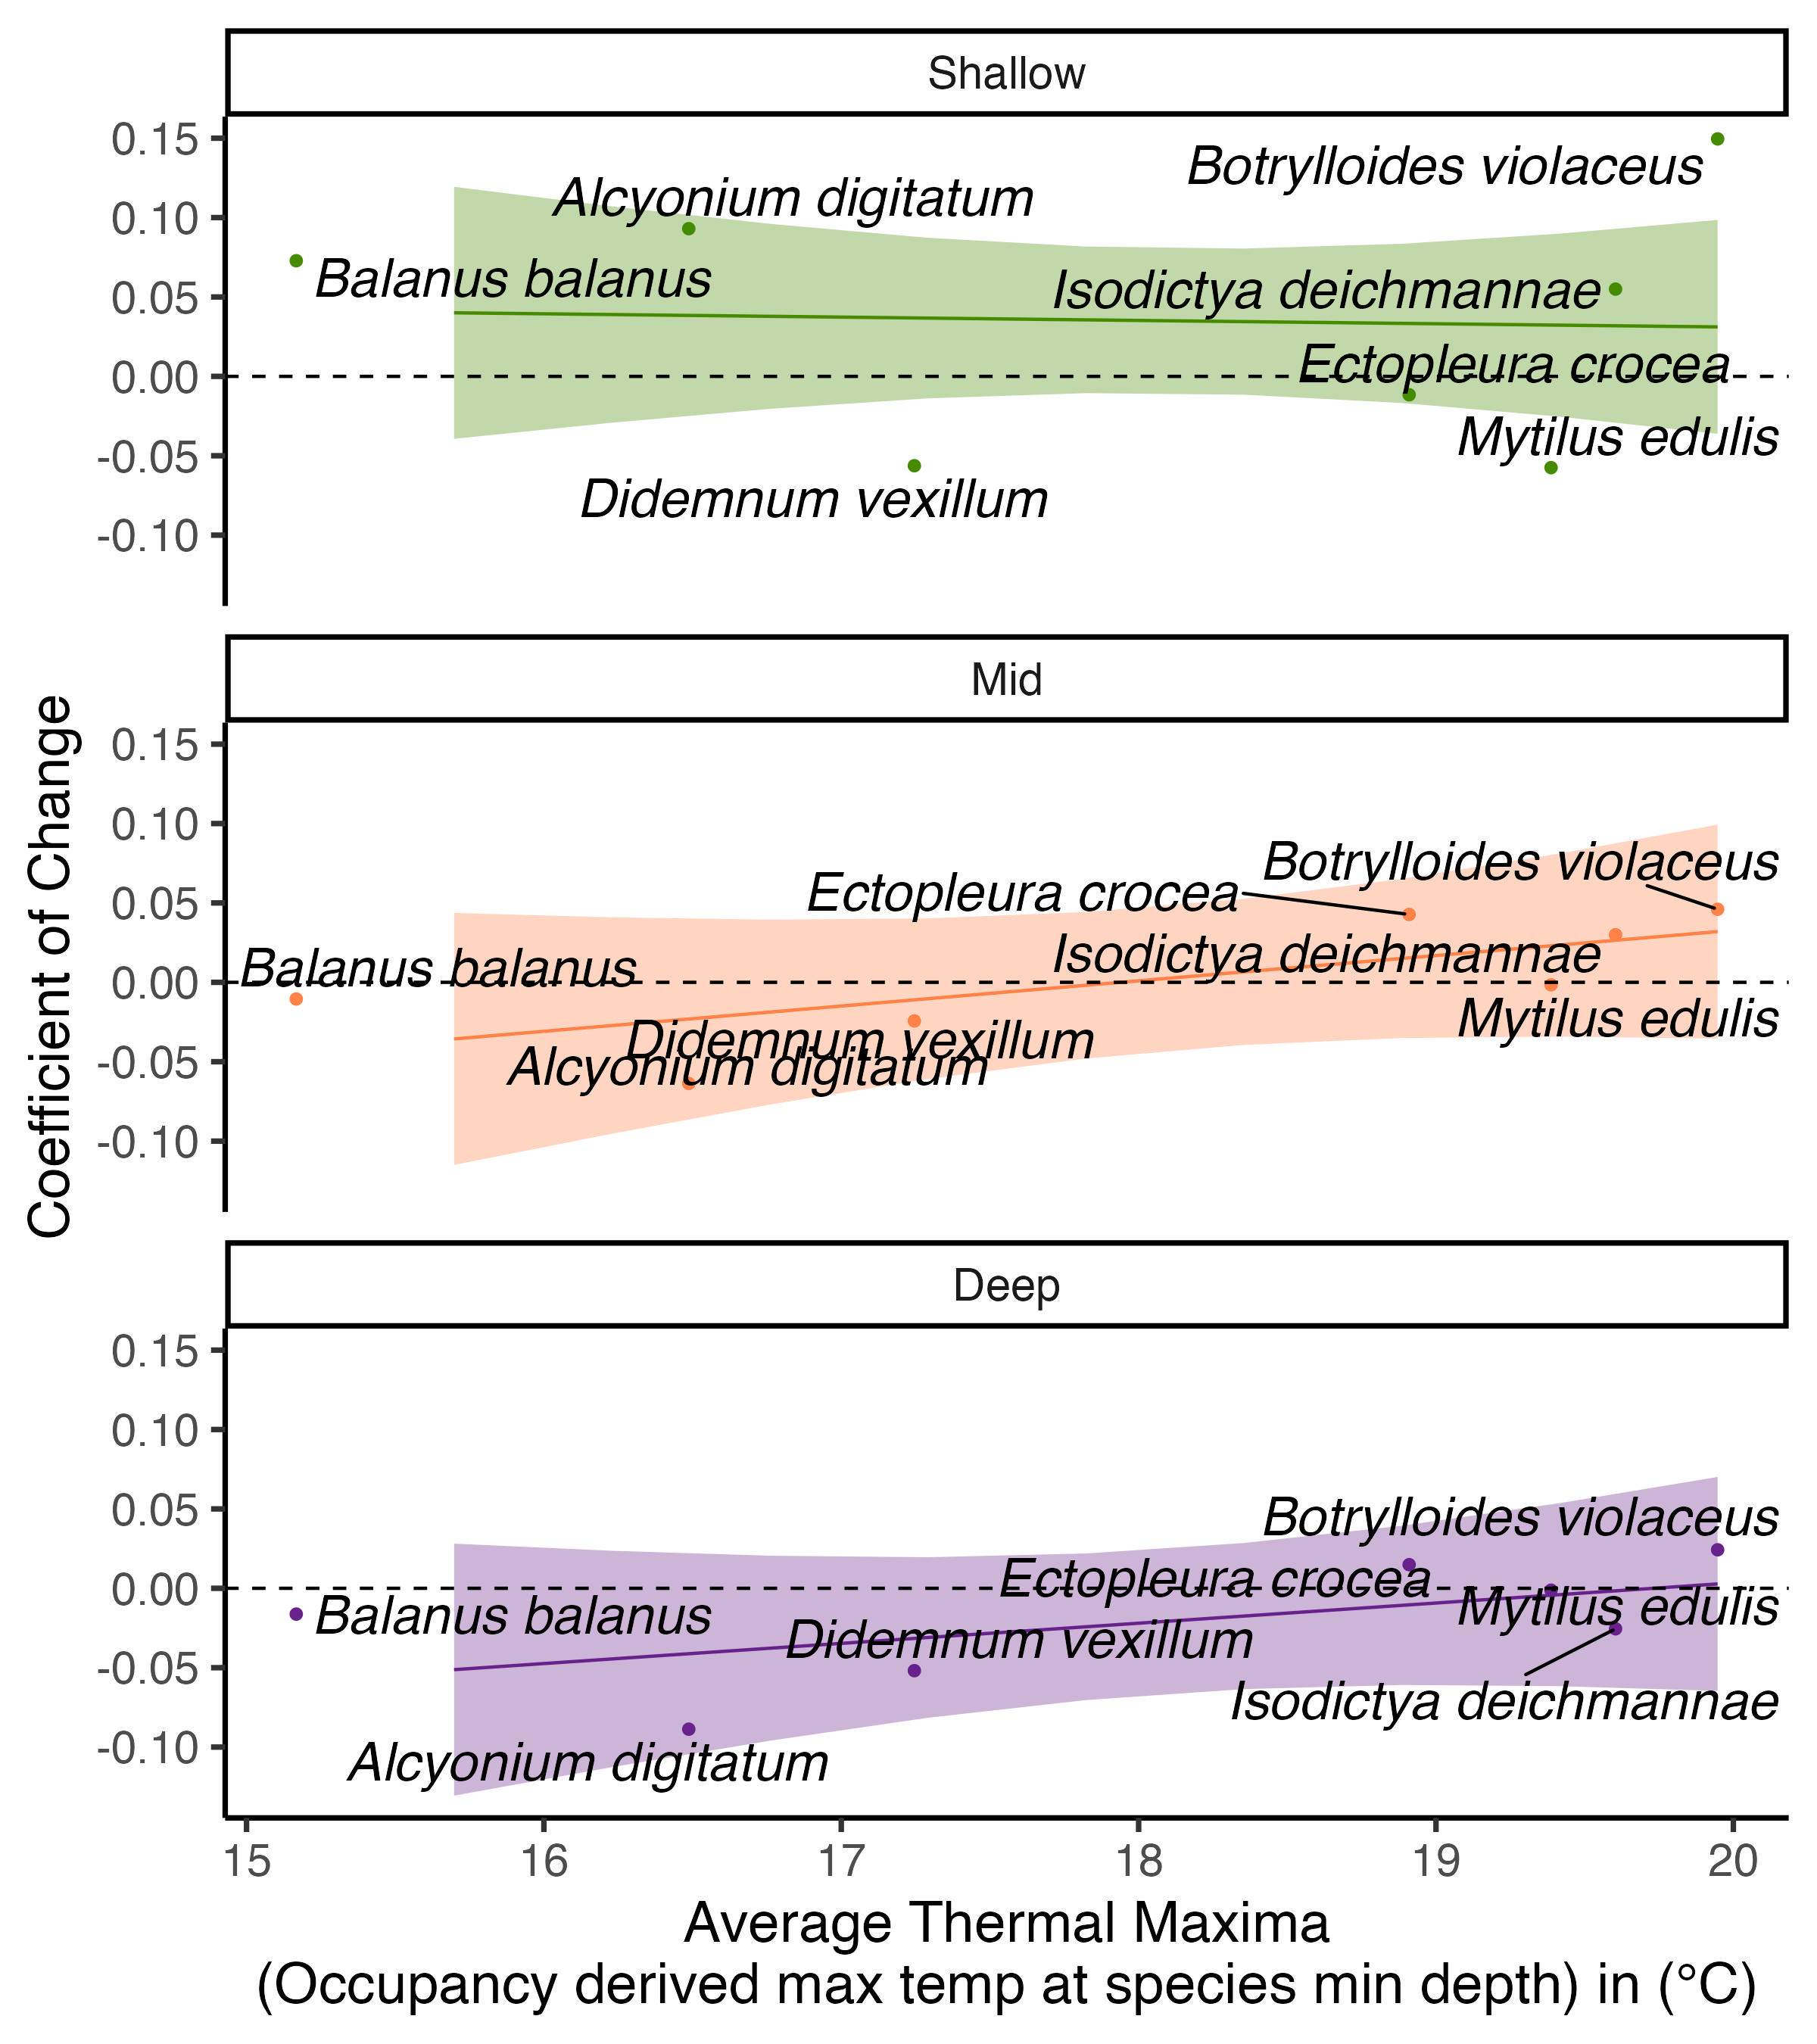 Shallow
0.15
0.10
0.05
0.00
-0.05
-0.10
Botrylloides violaceus
Alcyonium digitatum
Balanus balanus
Isodictya deichmannae
Ectopleura crocea
Mytilus edulis
Didemnum vexillum
Coefficient of Change
Mid
0.15
0.10
0.05
0.00
-0.05
-0.10
Botrylloides violaceus
Ectopleura crocea
Isodictya deichmannae
Balanus balanus
Mytilus edulis
Didemnum vexillum
Alcyonium digitatum
Deep
0.15
0.10
0.05
0.00
-0.05
-0.10
Botrylloides violaceus
Ectopleura crocea
Mytilus edulis
Balanus balanus
Didemnum vexillum
Isodictya deichmannae
Alcyonium digitatum
15 16 17 18 19 20
Average Thermal Maxima
(Occupancy derived max temp at species min depth) in (°C)